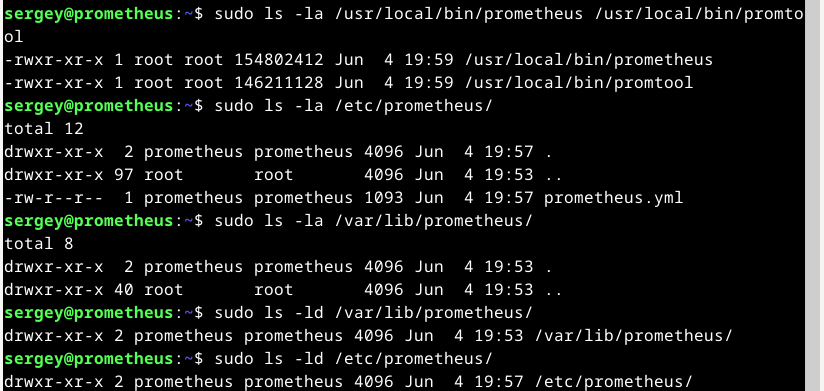 sergey@prometheus:~$ sudo ls -la /usr/local/bin/prometheus /usr/local/bin/promto
ol
-rwxr-xr-x 1 root root 154802412 Jun  4 19:59 /usr/local/bin/prometheus
-rwxr-xr-x 1 root root 146211128 Jun  4 19:59 /usr/local/bin/promtool
sergey@prometheus:~$ sudo ls -la /etc/prometheus/
total 12
drwxr-xr-x  2 prometheus prometheus 4096 Jun  4 19:57 .
drwxr-xr-x 97 root       root       4096 Jun  4 19:53 ..
-rw-r--r--  1 prometheus prometheus 1093 Jun  4 19:57 prometheus.yml
sergey@prometheus:~$ sudo ls -la /var/lib/prometheus/
total 8
drwxr-xr-x  2 prometheus prometheus 4096 Jun  4 19:53 .
drwxr-xr-x 40 root       root       4096 Jun  4 19:53 ..
sergey@prometheus:~$ sudo ls -ld /var/lib/prometheus/
drwxr-xr-x 2 prometheus prometheus 4096 Jun  4 19:53 /var/lib/prometheus/
sergey@prometheus:~$ sudo ls -ld /etc/prometheus/
drwxr-xr-x 2 prometheus prometheus 4096 Jun  4 19:57 /etc/prometheus/